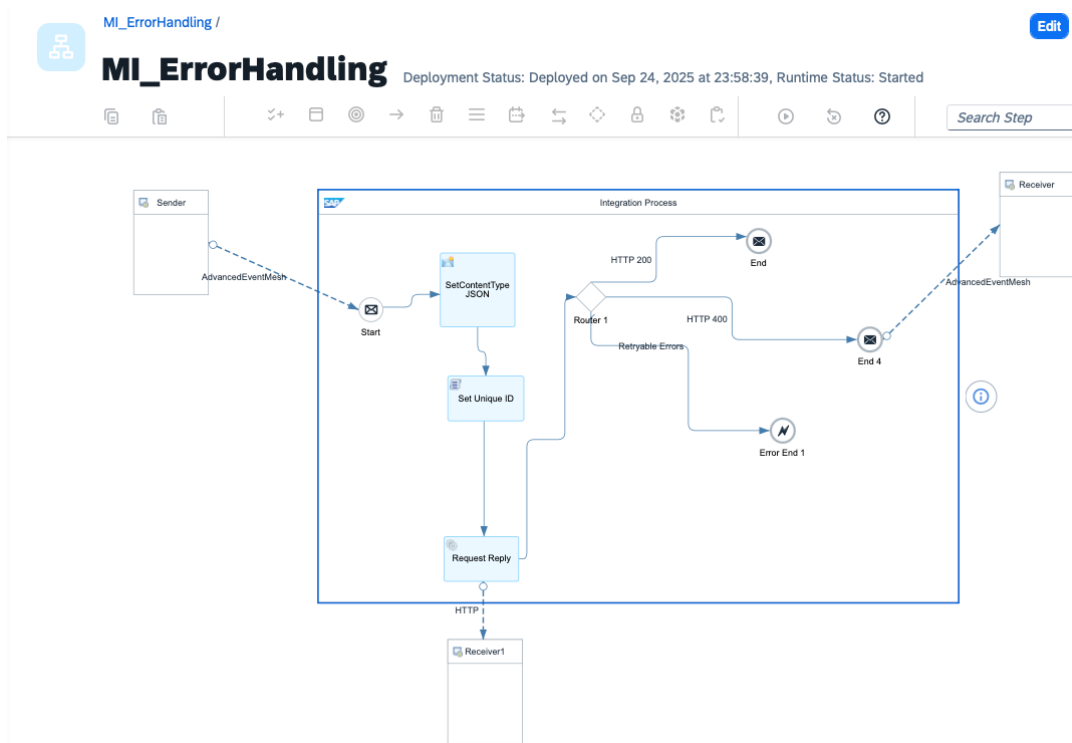 MI_ErrorHandling /
Edit
MI_ErrorHandling Deployment Status: Deployed on Sep 24, 2025 at 23:58:39, Runtime Status: Started
Search Step
Sender
SAP
Integration Process
Receiver
AdvancedEventMesh
Start
SetContentType
JSON
Set Unique ID
Request Reply
HTTP
Receiver1
Router 1
HTTP 200
End
HTTP 400
End 4
AdvancedEventMesh
Retryable Errors
Error End 1